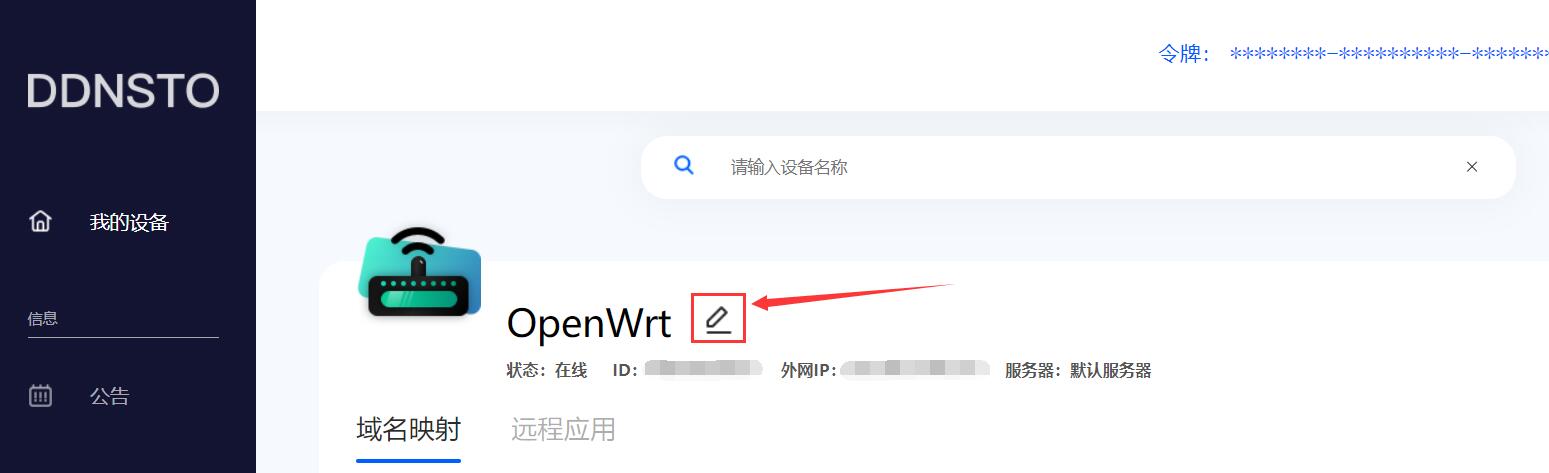 DDNSTO
令牌： ********-**********-*******
请输入设备名称
我的设备
信息
公告
OpenWrt
状态：在线 ID： 外网IP： 服务器：默认服务器
域名映射 远程应用